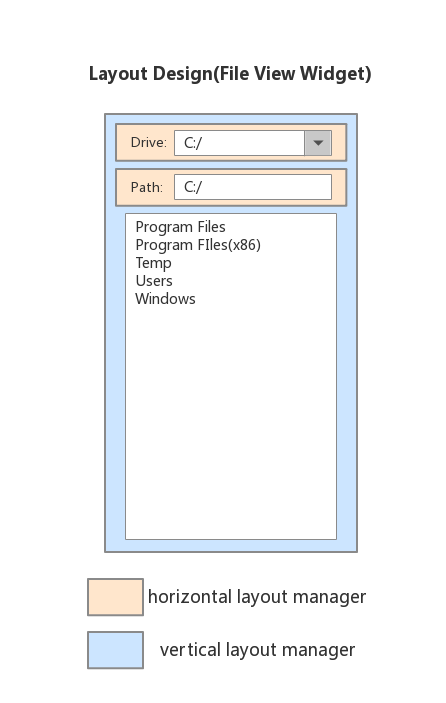 Layout Design(File View Widget)
Drive: C:/
Path: C:/
Program Files
Program FIles(x86)
Temp
Users
Windows
horizontal layout manager
vertical layout manager